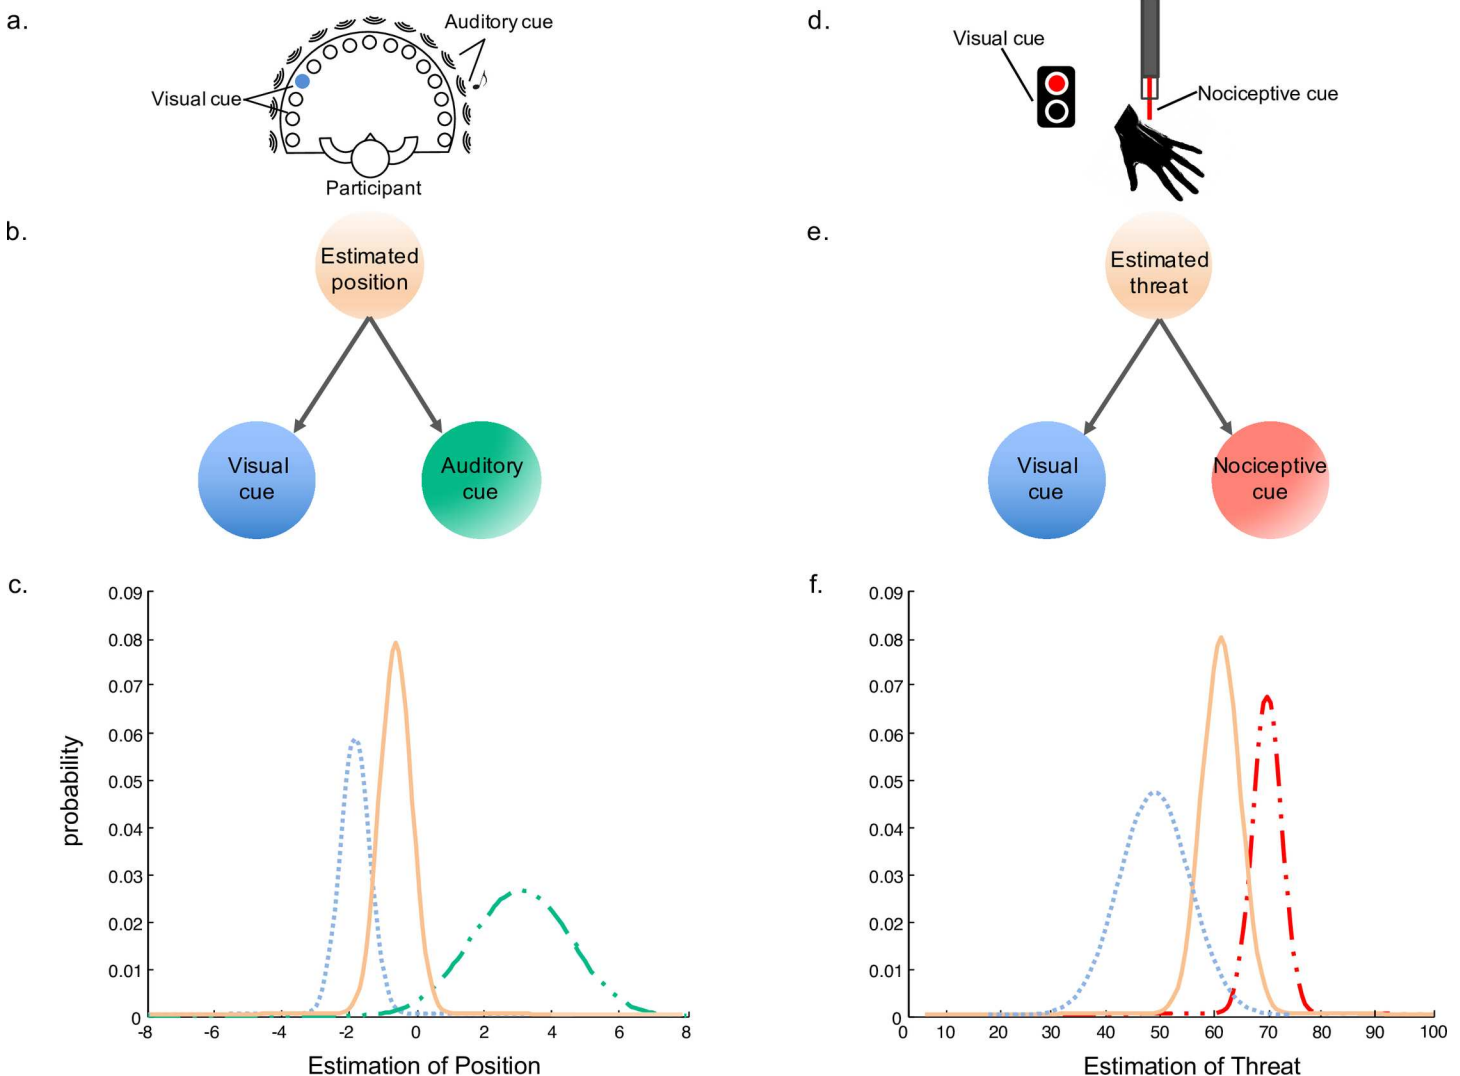 a.
Auditory cue
Visual cue
Participant
b.
Estimated
position
Visual
cue
Auditory
cue
c.
0.09
0.08
0.07
0.06
0.05
0.04
0.03
0.02
0.01
0
probability
-8 -6 -4 -2 0 2 4 6 8
Estimation of Position
d.
Visual cue
Nociceptive cue
e.
Estimated
threat
Visual
cue
Nociceptive
cue
f.
0.09
0.08
0.07
0.06
0.05
0.04
0.03
0.02
0.01
0
0 10 20 30 40 50 60 70 80 90 100
Estimation of Threat